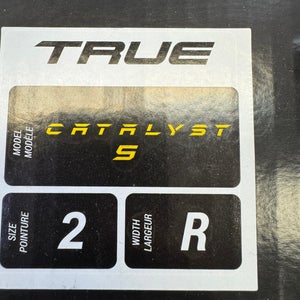 TRUE
MODEL
MODÈLE
CATALYST
5
SIZE
POINTURE
2
WIDTH
LARGEUR
R